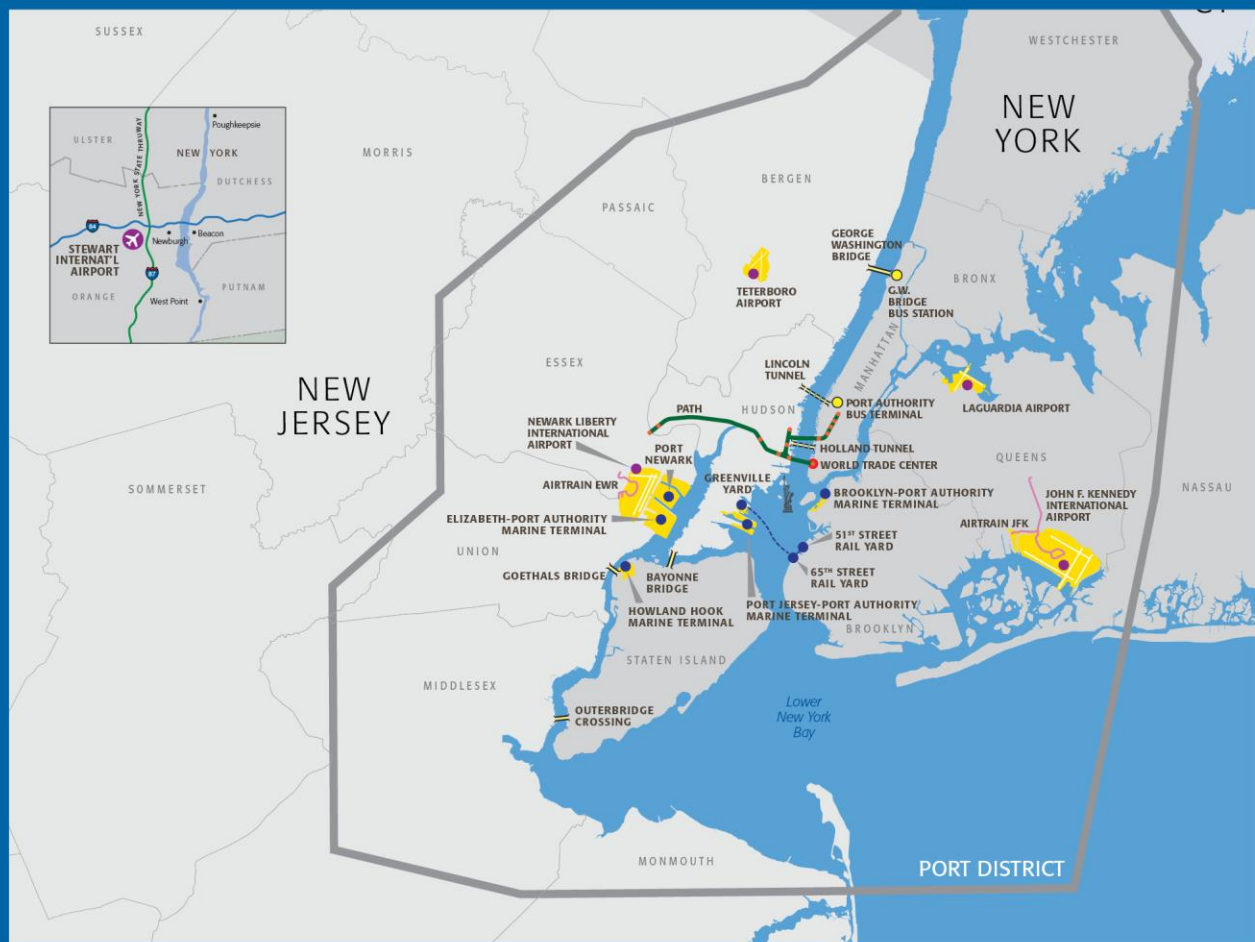 SUSSEX
WESTCHESTER
NEW
YORK
ULSTER
NEW YORK STATE THRUWAY
Poughkeepsie
NEW YORK
DUTCHESS
84
Newburgh
Beacon
STEWART
INTERNAT'L
AIRPORT
87
ORANGE
West Point
PUTNAM
MORRIS
BERGEN
PASSAIC
GEORGE
WASHINGTON
BRIDGE
BRONX
TETERBORO
AIRPORT
G.W.
BRIDGE
BUS STATION
MANHATTAN
ESSEX
LINCOLN
TUNNEL
NEW
JERSEY
PATH
HUDSON
PORT AUTHORITY
BUS TERMINAL
LAGUARDIA AIRPORT
NEWARK LIBERTY
INTERNATIONAL
AIRPORT
PORT
NEWARK
HOLLAND TUNNEL
WORLD TRADE CENTER
QUEENS
NASSAU
SOMMERSET
AIRTRAIN EWR
GREENVILLE
YARD
BROOKLYN-PORT AUTHORITY
MARINE TERMINAL
JOHN F. KENNEDY
INTERNATIONAL
AIRPORT
ELIZABETH-PORT AUTHORITY
MARINE TERMINAL
AIRTRAIN JFK
51ST STREET
RAIL YARD
UNION
GOETHALS BRIDGE
BAYONNE
BRIDGE
65TH STREET
RAIL YARD
HOWLAND HOOK
MARINE TERMINAL
PORT JERSEY-PORT AUTHORITY
MARINE TERMINAL
BROOKLYN
STATEN ISLAND
MIDDLESEX
OUTERBRIDGE
CROSSING
Lower
New York
Bay
MONMOUTH
PORT DISTRICT